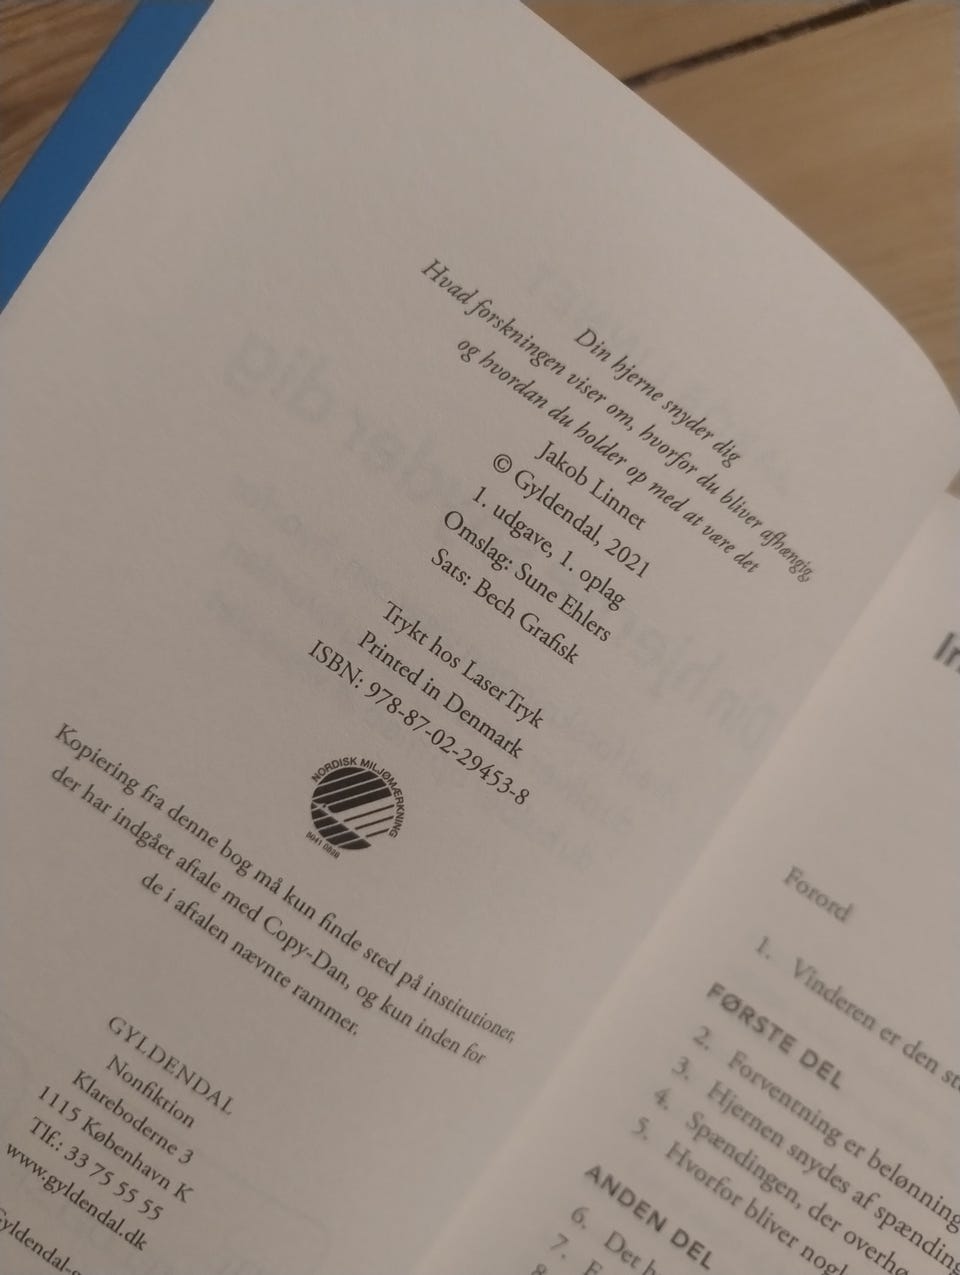 Din hjerne snyder dig
Hvad forskningen viser om, hvorfor du bliver afhængig,
og hvordan du holder op med at være det
Jakob Linnet
© Gyldendal, 2021
1. udgave, 1. oplag
Omslag: Sune Ehlers
Sats: Bech Grafisk
Trykt hos LaserTryk
Printed in Denmark
ISBN: 978-87-02-29453-8
NORDISK MILJØMÆRKNING
Kopiering fra denne bog må kun finde sted på institutioner,
der har indgået aftale med Copy-Dan, og kun inden for
de i aftalen nævnte rammer.
GYLDENDAL
Nonfiktion
Klareboderne 3
1115 København K
Tlf.: 33 75 55 55
www.gyldendal.dk
Forord
1. Vinderen er den
FØRSTE DEL
2. Forventning er belønning
3. Hjernen snydes af spænding
4. Spændingen, der
5. Hvorfor bliver
ANDEN DEL
6. Det
7.
8